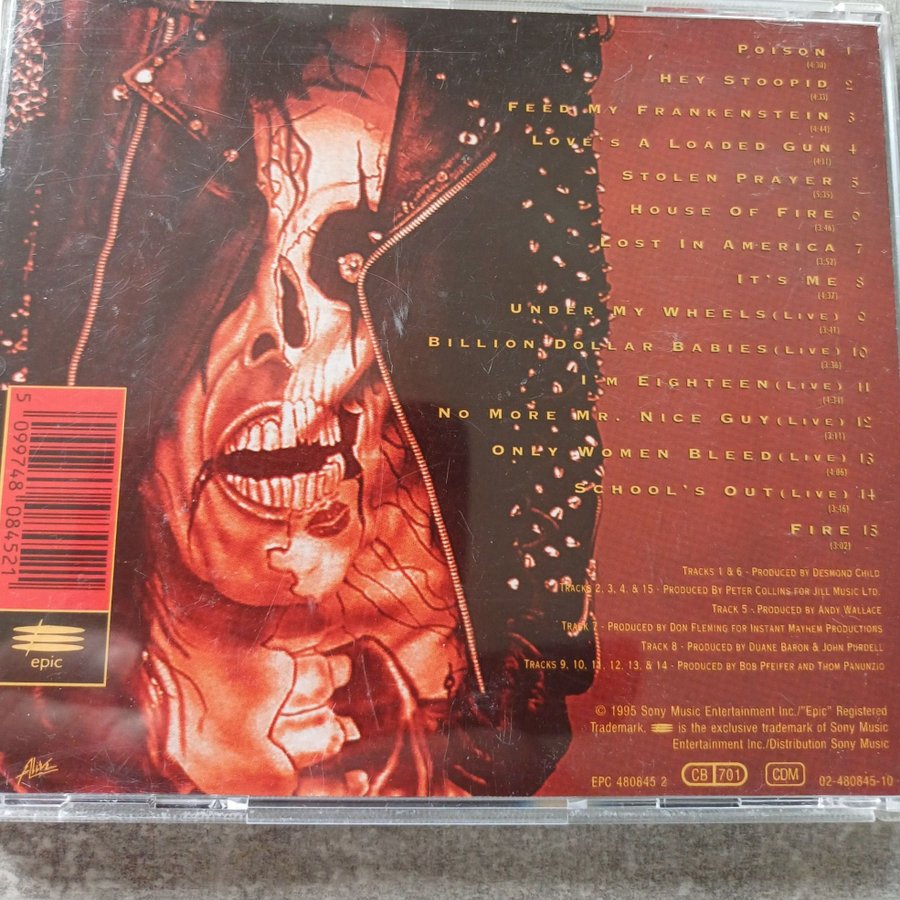 POISON 1
(4:30)
HEY STOOPID 2
(4:33)
FEED MY FRANKENSTEIN 3
(4:44)
LOVE'S A LOADED GUN 4
(4:11)
STOLEN PRAYER 5
(5:35)
HOUSE OF FIRE 6
(3:46)
LOST IN AMERICA 7
(3:52)
IT'S ME 8
(4:37)
UNDER MY WHEELS (LIVE) 9
(3:41)
BILLION DOLLAR BABIES (LIVE) 10
(3:36)
I'M EIGHTEEN (LIVE) 11
(4:34)
NO MORE MR. NICE GUY (LIVE) 12
(3:11)
ONLY WOMEN BLEED (LIVE) 13
(4:06)
SCHOOL'S OUT (LIVE) 14
(3:46)
FIRE 15
(3:02)
TRACKS 1 & 6 - PRODUCED BY DESMOND CHILD
TRACKS 2, 3, 4, & 15 - PRODUCED BY PETER COLLINS FOR JILL MUSIC LTD.
TRACK 5 - PRODUCED BY ANDY WALLACE
TRACK 7 - PRODUCED BY DON FLEMING FOR INSTANT MAYHEM PRODUCTIONS
TRACK 8 - PRODUCED BY DUANE BARON & JOHN PURDELL
TRACKS 9, 10, 11, 12, 13, & 14 - PRODUCED BY BOB PFEIFER AND THOM PANUNZIO
© 1995 Sony Music Entertainment Inc./"Epic" Registered
Trademark, is the exclusive trademark of Sony Music
Entertainment Inc./Distribution Sony Music
EPC 480845 2 CB 701 CDM 02-480845-10
5 099748 084521
epic
Alive